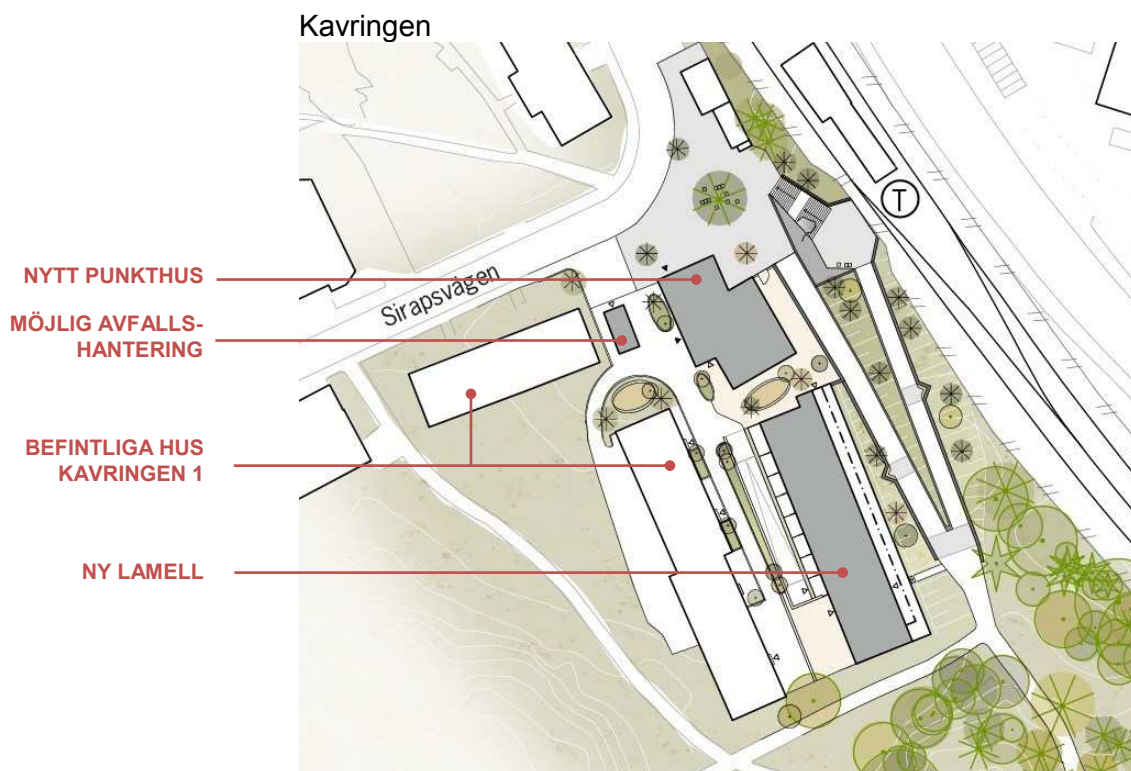 Kavringen
NYTT PUNKTHUS
MÖJLIG AVFALLS-
HANTERING
BEFINTLIGA HUS
KAVRINGEN 1
NY LAMELL
Sirapsvägen
T